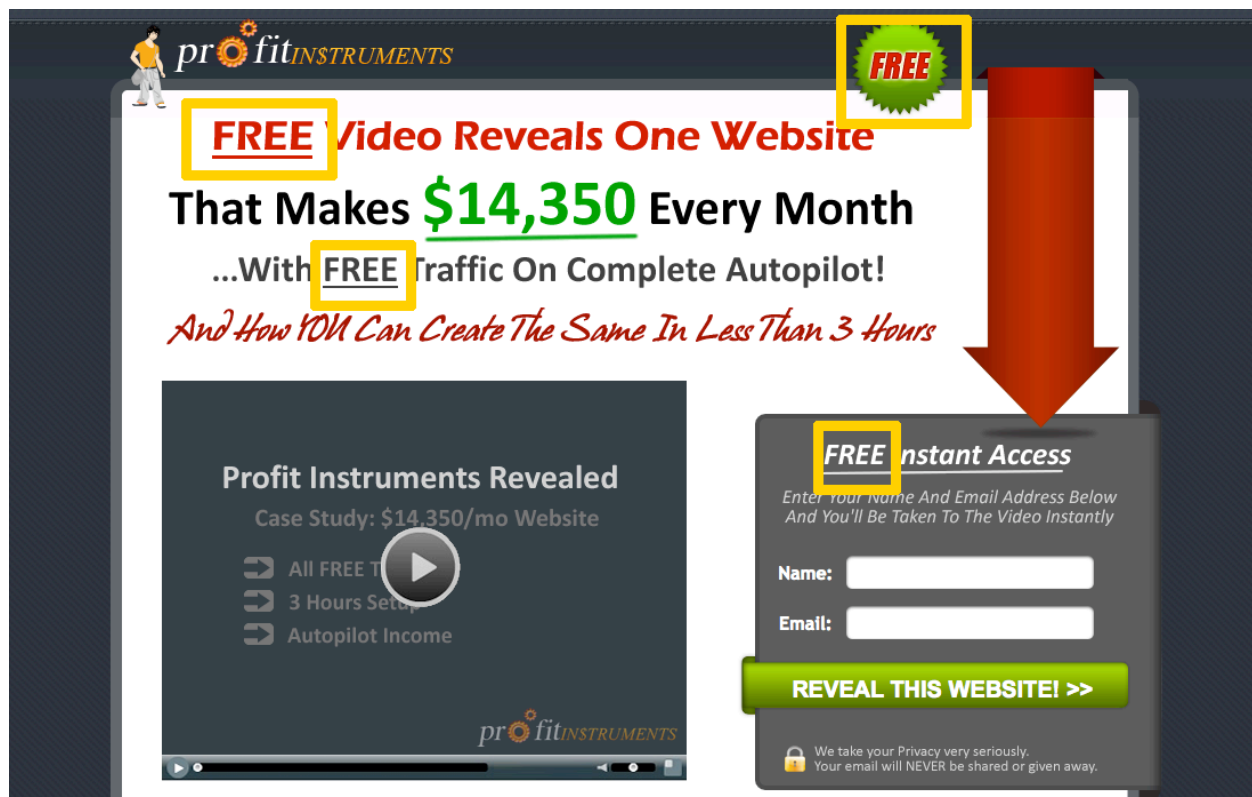 profitIN$TRUMENTS
FREE
FREE Video Reveals One Website
That Makes $14,350 Every Month
...With FREE Traffic On Complete Autopilot!
And How YOU Can Create The Same In Less Than 3 Hours
Profit Instruments Revealed
Case Study: $14,350/mo Website
All FREE T
3 Hours Setup
Autopilot Income
profitIN$TRUMENTS
FREE Instant Access
Enter Your Name And Email Address Below
And You'll Be Taken To The Video Instantly
Name:
Email:
REVEAL THIS WEBSITE! >>
We take your Privacy very seriously.
Your email will NEVER be shared or given away.